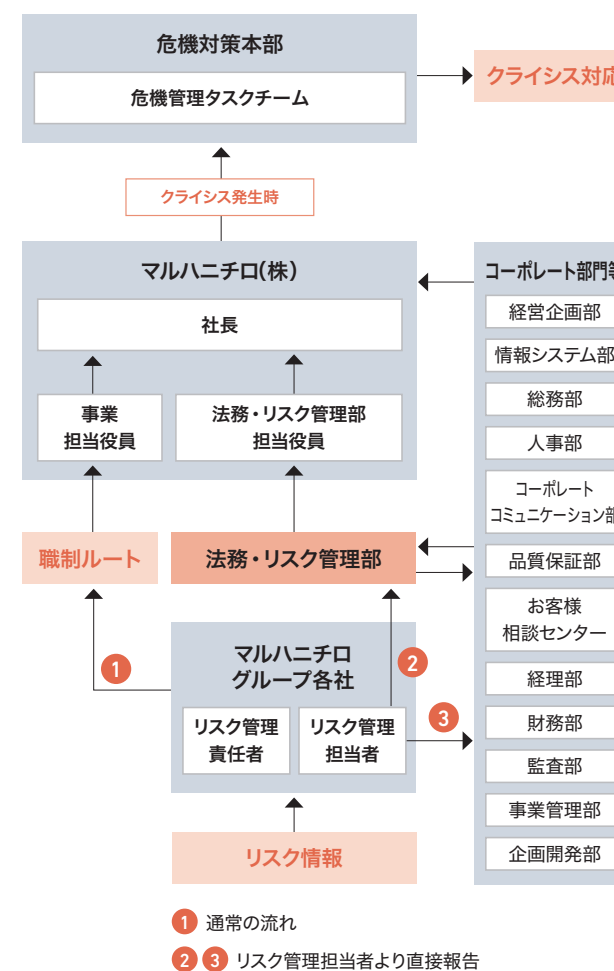 危機対策本部
危機管理タスクチーム
クライシス対応
クライシス発生時
マルハニチロ(株)
社長
事業
担当役員
法務・リスク管理部
担当役員
職制ルート
法務・リスク管理部
1
2
3
マルハニチロ
グループ各社
リスク管理
責任者
リスク管理
担当者
リスク情報
コーポレート部門等
経営企画部
情報システム部
総務部
人事部
コーポレート
コミュニケーション部
品質保証部
お客様
相談センター
経理部
財務部
監査部
事業管理部
企画開発部
1 通常の流れ
2 3 リスク管理担当者より直接報告